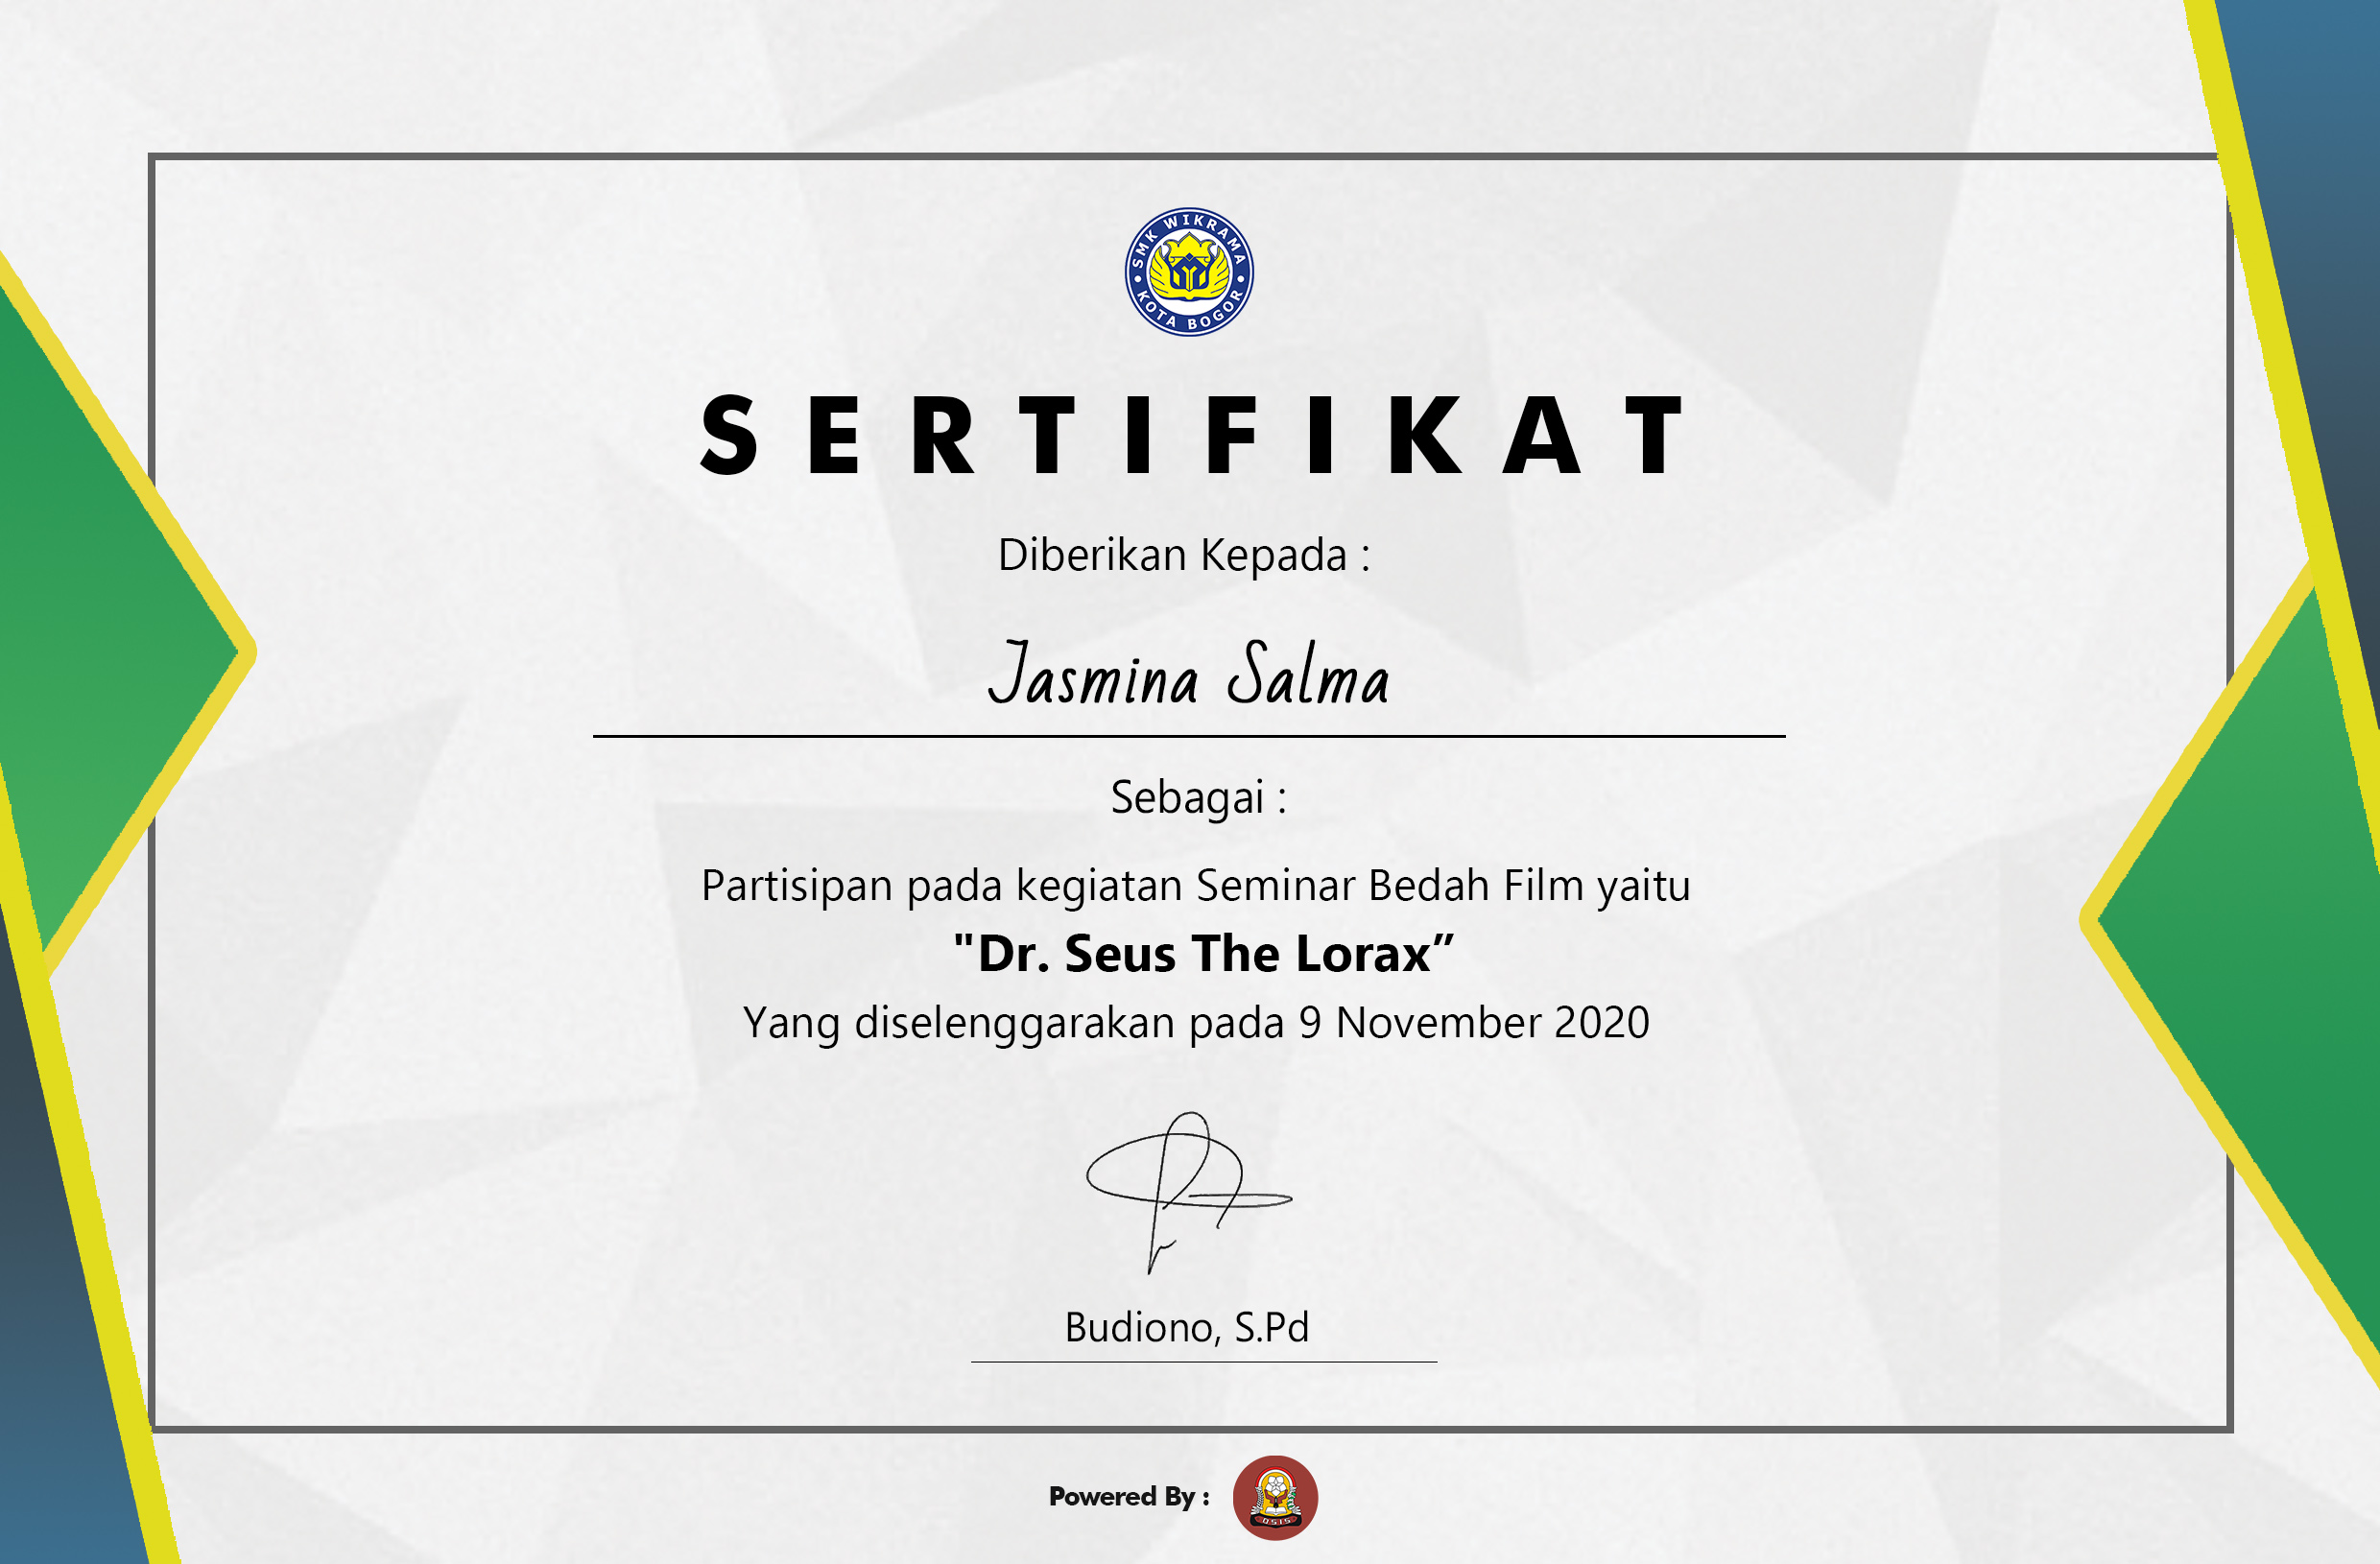 SMK WIKRAMA
KOTA BOGOR
SERTIFIKAT
Diberikan Kepada :
Jasmina Salma
Sebagai :
Partisipan pada kegiatan Seminar Bedah Film yaitu
"Dr. Seus The Lorax”
Yang diselenggarakan pada 9 November 2020
Budiono, S.Pd
Powered By :
OSIS